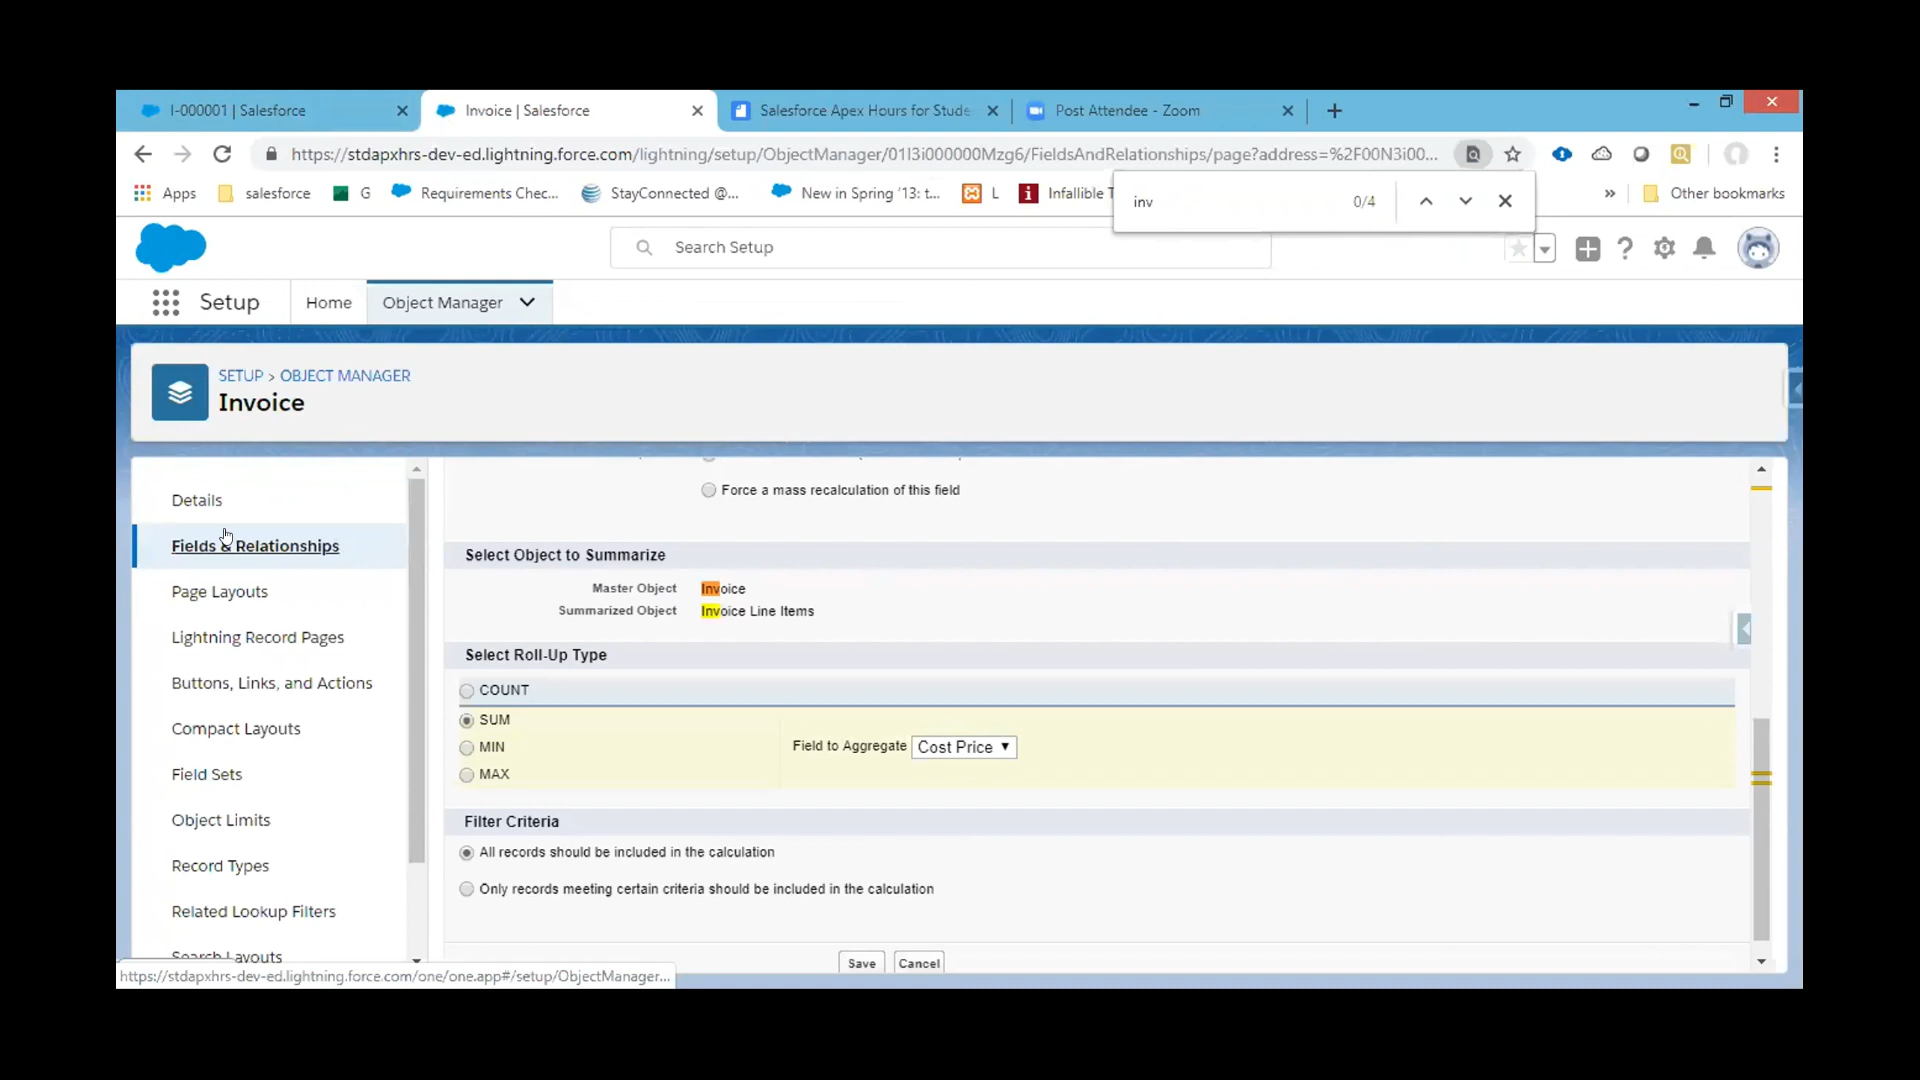 I-000001 | Salesforce
Invoice | Salesforce
Salesforce Apex Hours for Stude
Post Attendee - Zoom
https://stdapxhrs-dev-ed.lightning.force.com/lightning/setup/ObjectManager/01I3i000000Mzg6/FieldsAndRelationships/page?address=%2F00N3i00...
Apps
salesforce
G
Requirements Chec...
StayConnected @...
New in Spring '13: t...
L
Infallible T
Other bookmarks
inv
0/4
Search Setup
Setup
Home
Object Manager
SETUP > OBJECT MANAGER
Invoice
Details
Fields & Relationships
Page Layouts
Lightning Record Pages
Buttons, Links, and Actions
Compact Layouts
Field Sets
Object Limits
Record Types
Related Lookup Filters
Search Layouts
Force a mass recalculation of this field
Select Object to Summarize
Master Object Invoice
Summarized Object Invoice Line Items
Select Roll-Up Type
COUNT
SUM
MIN
MAX
Field to Aggregate Cost Price
Filter Criteria
All records should be included in the calculation
Only records meeting certain criteria should be included in the calculation
Save Cancel
https://stdapxhrs-dev-ed.lightning.force.com/one/one.app#/setup/ObjectManager...